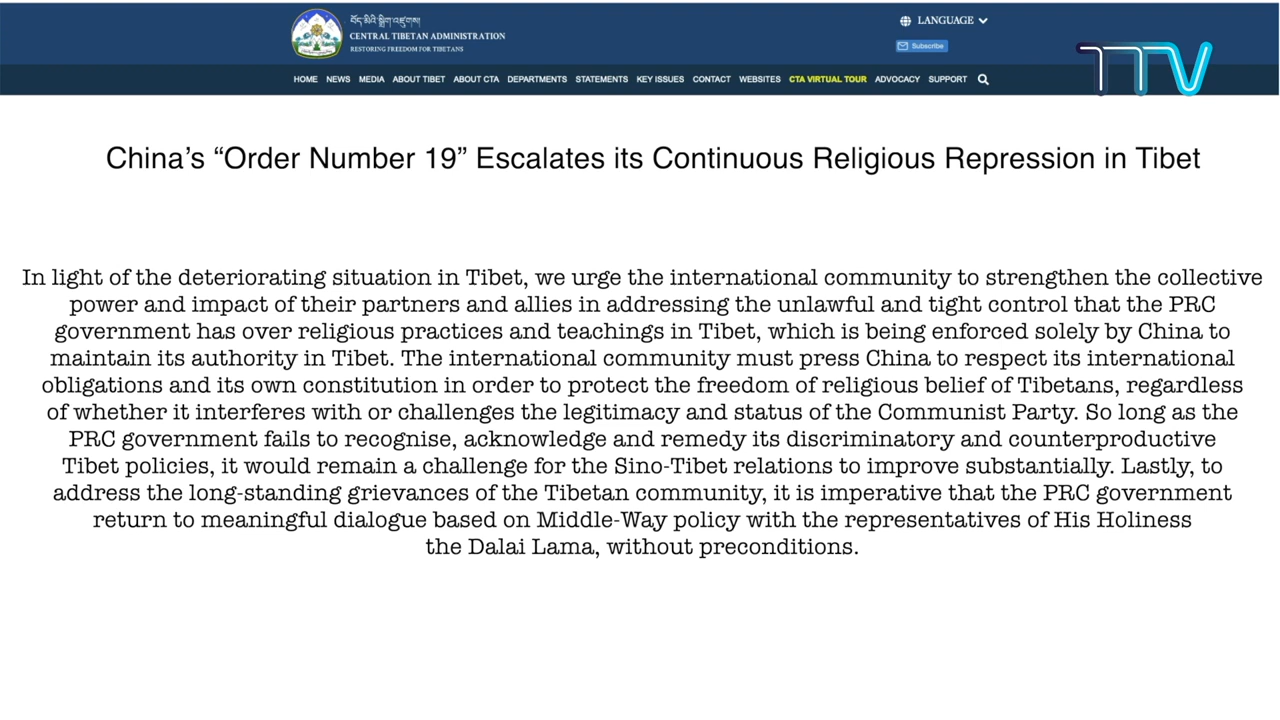 བོད་མིའི་སྒྲིག་འཛུགས།
CENTRAL TIBETAN ADMINISTRATION
RESTORING FREEDOM FOR TIBETANS
LANGUAGE
Subscribe
HOME NEWS MEDIA ABOUT TIBET ABOUT CTA DEPARTMENTS STATEMENTS KEY ISSUES CONTACT WEBSITES CTA VIRTUAL TOUR ADVOCACY SUPPORT
TTV
China’s “Order Number 19” Escalates its Continuous Religious Repression in Tibet
In light of the deteriorating situation in Tibet, we urge the international community to strengthen the collective
power and impact of their partners and allies in addressing the unlawful and tight control that the PRC
government has over religious practices and teachings in Tibet, which is being enforced solely by China to
maintain its authority in Tibet. The international community must press China to respect its international
obligations and its own constitution in order to protect the freedom of religious belief of Tibetans, regardless
of whether it interferes with or challenges the legitimacy and status of the Communist Party. So long as the
PRC government fails to recognise, acknowledge and remedy its discriminatory and counterproductive
Tibet policies, it would remain a challenge for the Sino-Tibet relations to improve substantially. Lastly, to
address the long-standing grievances of the Tibetan community, it is imperative that the PRC government
return to meaningful dialogue based on Middle-Way policy with the representatives of His Holiness
the Dalai Lama, without preconditions.